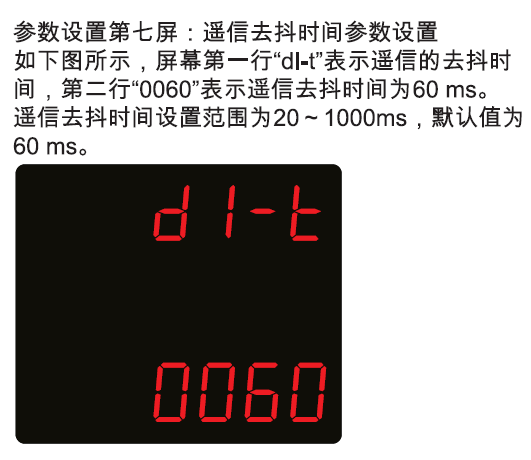 参数设置第七屏：遥信去抖时间参数设置
如下图所示，屏幕第一行“dI-t”表示遥信的去抖时
间，第二行“0060”表示遥信去抖时间为60 ms。
遥信去抖时间设置范围为20～1000ms，默认值为
60 ms。
dI-t
0060